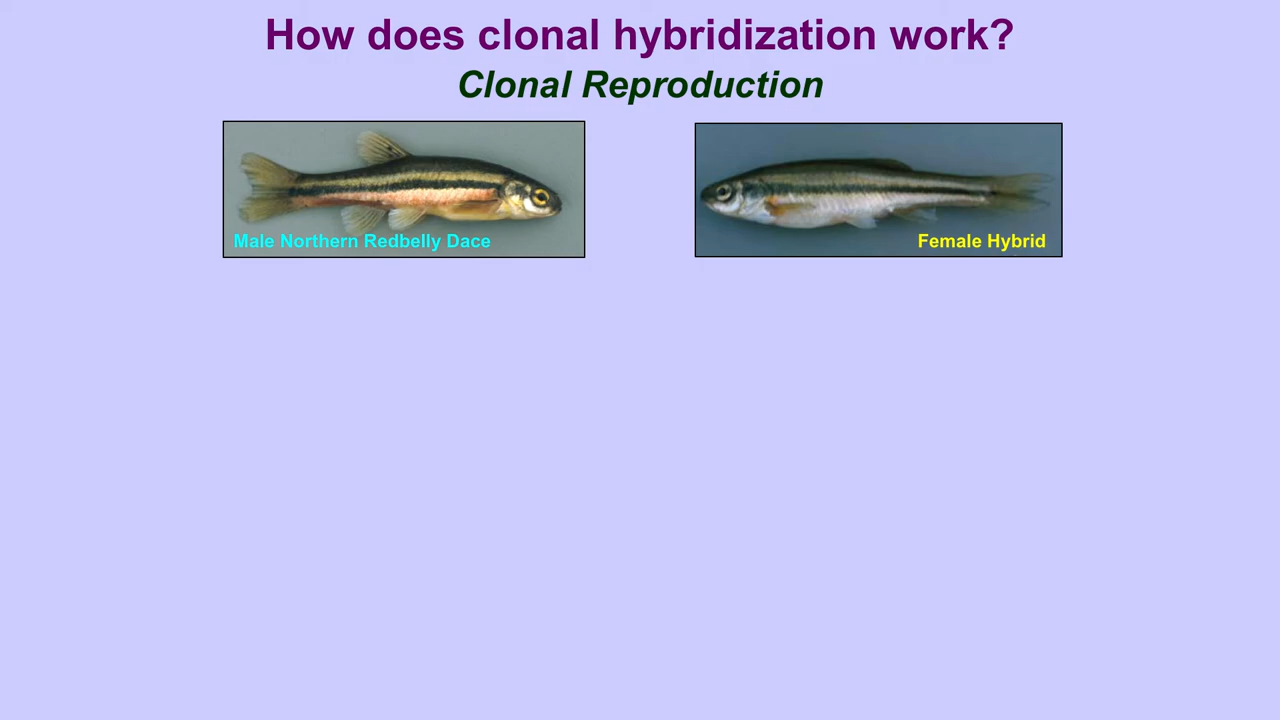 How does clonal hybridization work?
Clonal Reproduction
Male Northern Redbelly Dace
Female Hybrid